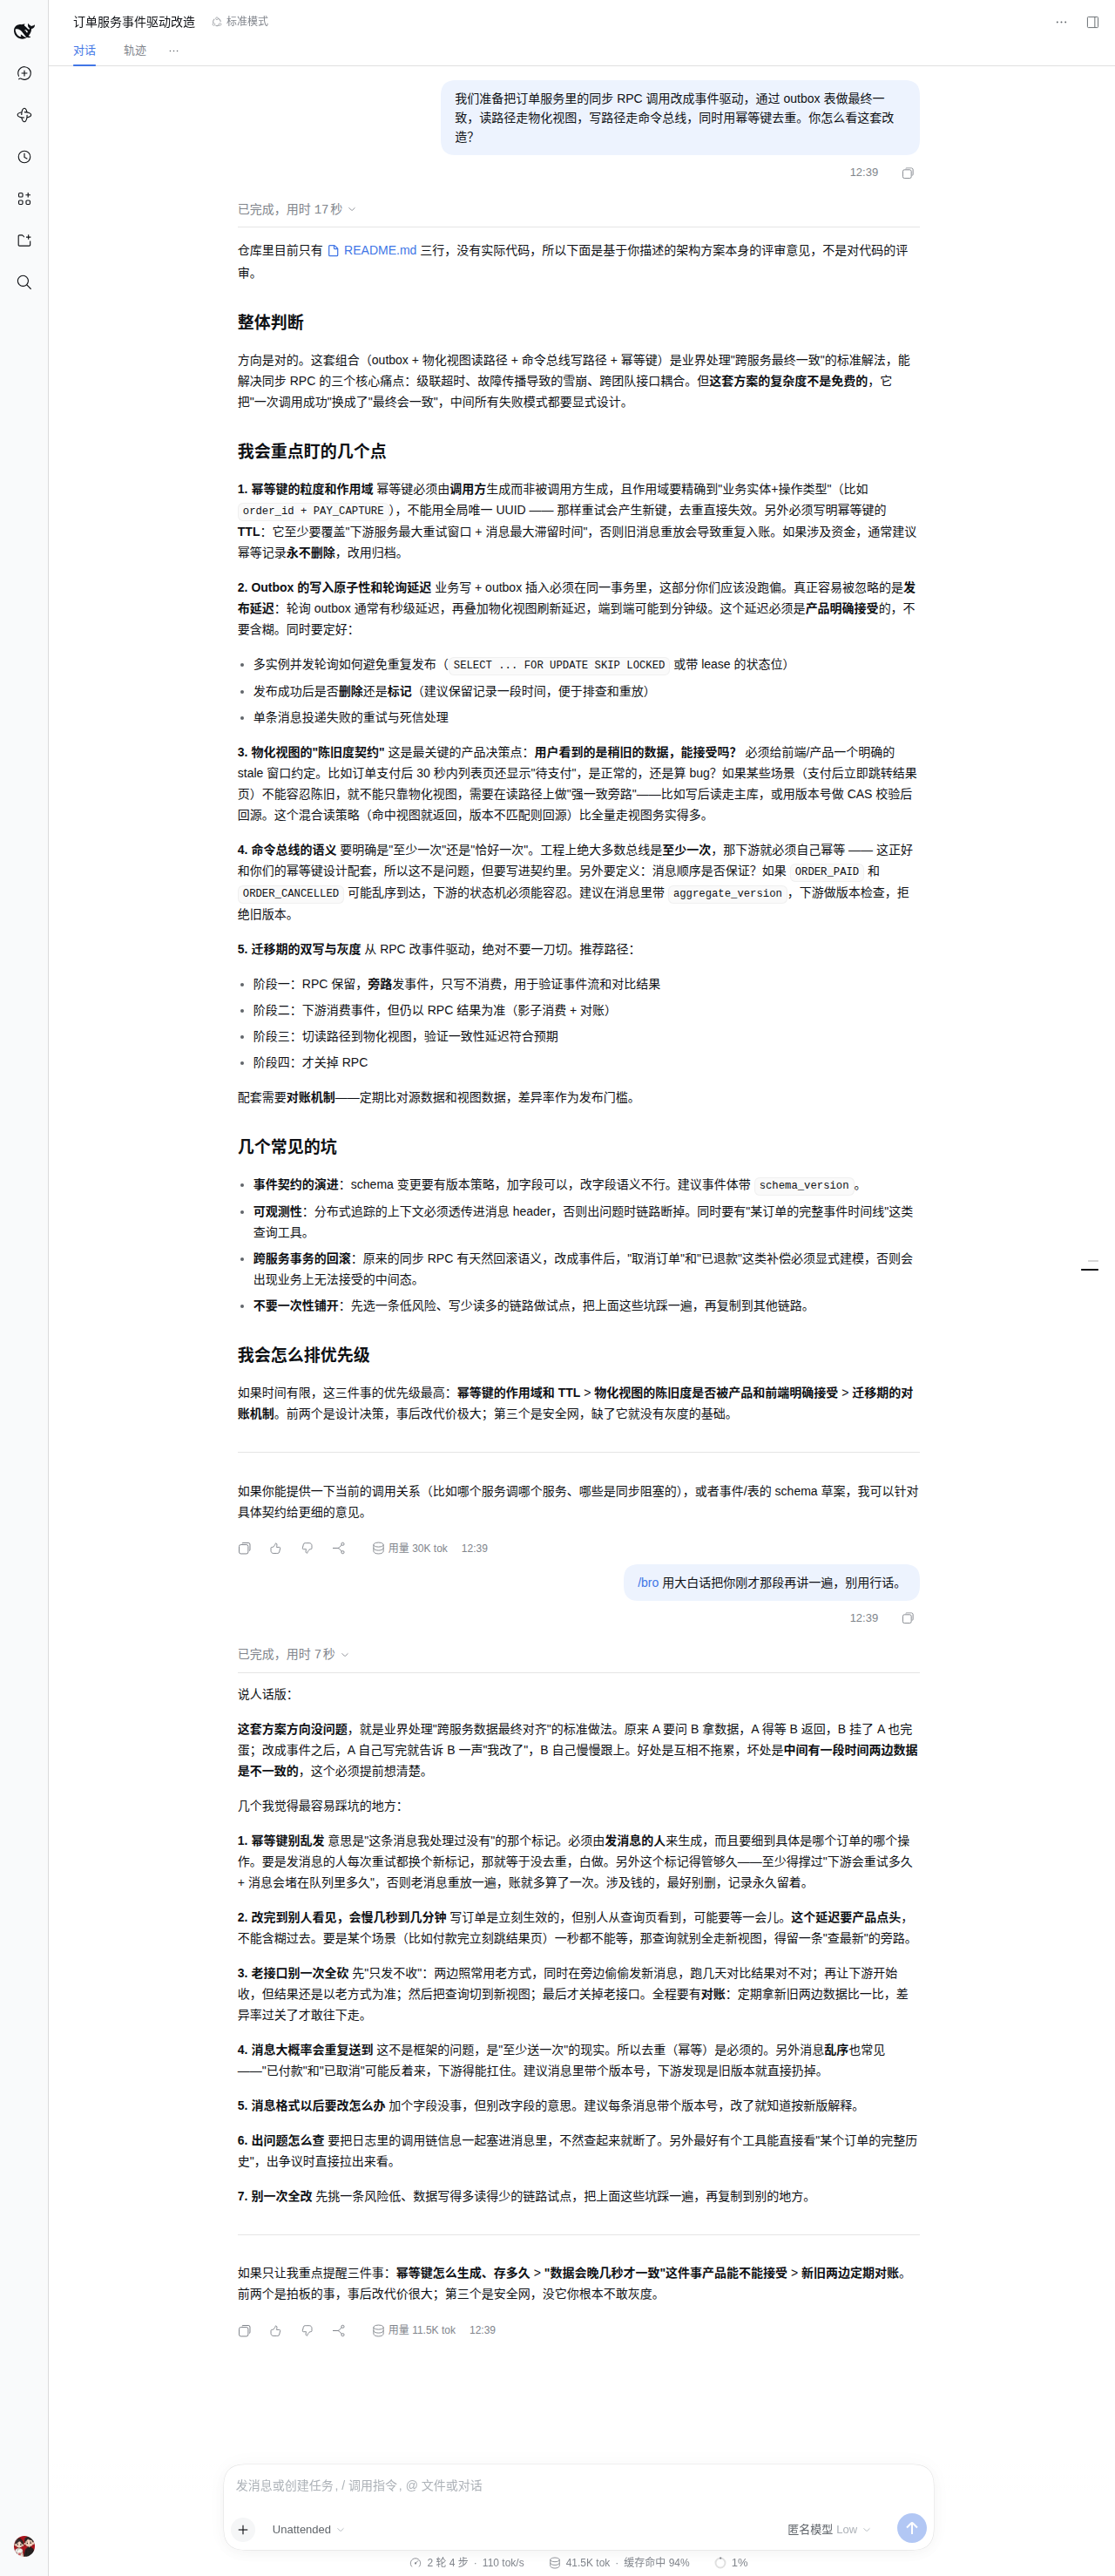 订单服务事件驱动改造 标准模式
对话 轨迹 ···
我们准备把订单服务里的同步 RPC 调用改成事件驱动，通过 outbox 表做最终一
致，读路径走物化视图，写路径走命令总线，同时用幂等键去重。你怎么看这套改
造？
12:39
已完成，用时 17 秒
仓库里目前只有 README.md 三行，没有实际代码，所以下面是基于你描述的架构方案本身的评审意见，不是对代码的评
审。
整体判断
方向是对的。这套组合（outbox + 物化视图读路径 + 命令总线写路径 + 幂等键）是业界处理"跨服务最终一致"的标准解法，能
解决同步 RPC 的三个核心痛点：级联超时、故障传播导致的雪崩、跨团队接口耦合。但这套方案的复杂度不是免费的，它
把"一次调用成功"换成了"最终会一致"，中间所有失败模式都要显式设计。
我会重点盯的几个点
1. 幂等键的粒度和作用域 幂等键必须由调用方生成而非被调用方生成，且作用域要精确到"业务实体+操作类型"（比如
order_id + PAY_CAPTURE ），不能用全局唯一 UUID —— 那样重试会产生新键，去重直接失效。另外必须写明幂等键的
TTL：它至少要覆盖"下游服务最大重试窗口 + 消息最大滞留时间"，否则旧消息重放会导致重复入账。如果涉及资金，通常建议
幂等记录永不删除，改用归档。
2. Outbox 的写入原子性和轮询延迟 业务写 + outbox 插入必须在同一事务里，这部分你们应该没跑偏。真正容易被忽略的是发
布延迟：轮询 outbox 通常有秒级延迟，再叠加物化视图刷新延迟，端到端可能到分钟级。这个延迟必须是产品明确接受的，不
要含糊。同时要定好：
• 多实例并发轮询如何避免重复发布（ SELECT ... FOR UPDATE SKIP LOCKED 或带 lease 的状态位）
• 发布成功后是否删除还是标记（建议保留记录一段时间，便于排查和重放）
• 单条消息投递失败的重试与死信处理
3. 物化视图的"陈旧度契约" 这是最关键的产品决策点：用户看到的是稍旧的数据，能接受吗？ 必须给前端/产品一个明确的
stale 窗口约定。比如订单支付后 30 秒内列表页还显示"待支付"，是正常的，还是算 bug？如果某些场景（支付后立即跳转结果
页）不能容忍陈旧，就不能只靠物化视图，需要在读路径上做"强一致旁路"——比如写后读走主库，或用版本号做 CAS 校验后
回源。这个混合读策略（命中视图就返回，版本不匹配则回源）比全量走视图务实得多。
4. 命令总线的语义 要明确是"至少一次"还是"恰好一次"。工程上绝大多数总线是至少一次，那下游就必须自己幂等 —— 这正好
和你们的幂等键设计配套，所以这不是问题，但要写进契约里。另外要定义：消息顺序是否保证？如果 ORDER_PAID 和
ORDER_CANCELLED 可能乱序到达，下游的状态机必须能容忍。建议在消息里带 aggregate_version ，下游做版本检查，拒
绝旧版本。
5. 迁移期的双写与灰度 从 RPC 改事件驱动，绝对不要一刀切。推荐路径：
• 阶段一：RPC 保留，旁路发事件，只写不消费，用于验证事件流和对比结果
• 阶段二：下游消费事件，但仍以 RPC 结果为准（影子消费 + 对账）
• 阶段三：切读路径到物化视图，验证一致性延迟符合预期
• 阶段四：才关掉 RPC
配套需要对账机制——定期比对源数据和视图数据，差异率作为发布门槛。
几个常见的坑
• 事件契约的演进：schema 变更要有版本策略，加字段可以，改字段语义不行。建议事件体带 schema_version 。
• 可观测性：分布式追踪的上下文必须透传进消息 header，否则出问题时链路断掉。同时要有"某订单的完整事件时间线"这类
查询工具。
• 跨服务事务的回滚：原来的同步 RPC 有天然回滚语义，改成事件后，"取消订单"和"已退款"这类补偿必须显式建模，否则会
出现业务上无法接受的中间态。
• 不要一次性铺开：先选一条低风险、写少读多的链路做试点，把上面这些坑踩一遍，再复制到其他链路。
我会怎么排优先级
如果时间有限，这三件事的优先级最高：幂等键的作用域和 TTL > 物化视图的陈旧度是否被产品和前端明确接受 > 迁移期的对
账机制。前两个是设计决策，事后改代价极大；第三个是安全网，缺了它就没有灰度的基础。
如果你能提供一下当前的调用关系（比如哪个服务调哪个服务、哪些是同步阻塞的），或者事件/表的 schema 草案，我可以针对
具体契约给更细的意见。
用量 30K tok 12:39
/bro 用大白话把你刚才那段再讲一遍，别用行话。
12:39
已完成，用时 7 秒
说人话版：
这套方案方向没问题，就是业界处理"跨服务数据最终对齐"的标准做法。原来 A 要问 B 拿数据，A 得等 B 返回，B 挂了 A 也完
蛋；改成事件之后，A 自己写完就告诉 B 一声"我改了"，B 自己慢慢跟上。好处是互相不拖累，坏处是中间有一段时间两边数据
是不一致的，这个必须提前想清楚。
几个我觉得最容易踩坑的地方：
1. 幂等键别乱发 意思是"这条消息我处理过没有"的那个标记。必须由发消息的人来生成，而且要细到具体是哪个订单的哪个操
作。要是发消息的人每次重试都换个新标记，那就等于没去重，白做。另外这个标记得管够久——至少得撑过"下游会重试多久
+ 消息会堵在队列里多久"，否则老消息重放一遍，账就多算了一次。涉及钱的，最好别删，记录永久留着。
2. 改完到别人看见，会慢几秒到几分钟 写订单是立刻生效的，但别人从查询页看到，可能要等一会儿。这个延迟要产品点头，
不能含糊过去。要是某个场景（比如付款完立刻跳结果页）一秒都不能等，那查询就别全走新视图，得留一条"查最新"的旁路。
3. 老接口别一次全砍 先"只发不收"：两边照常用老方式，同时在旁边偷偷发新消息，跑几天对比结果对不对；再让下游开始
收，但结果还是以老方式为准；然后把查询切到新视图；最后才关掉老接口。全程要有对账：定期拿新旧两边数据比一比，差
异率过关了才敢往下走。
4. 消息大概率会重复送到 这不是框架的问题，是"至少送一次"的现实。所以去重（幂等）是必须的。另外消息乱序也常见
——"已付款"和"已取消"可能反着来，下游得能扛住。建议消息里带个版本号，下游发现是旧版本就直接扔掉。
5. 消息格式以后要改怎么办 加个字段没事，但别改字段的意思。建议每条消息带个版本号，改了就知道按新版解释。
6. 出问题怎么查 要把日志里的调用链信息一起塞进消息里，不然查起来就断了。另外最好有个工具能直接看"某个订单的完整历
史"，出争议时直接拉出来看。
7. 别一次全改 先挑一条风险低、数据写得多读得少的链路试点，把上面这些坑踩一遍，再复制到别的地方。
如果只让我重点提醒三件事：幂等键怎么生成、存多久 > "数据会晚几秒才一致"这件事产品能不能接受 > 新旧两边定期对账。
前两个是拍板的事，事后改代价很大；第三个是安全网，没它你根本不敢灰度。
用量 11.5K tok 12:39
发消息或创建任务, / 调用指令, @ 文件或对话
Unattended 匿名模型 Low
2 轮 4 步 · 110 tok/s 41.5K tok · 缓存命中 94% 1%